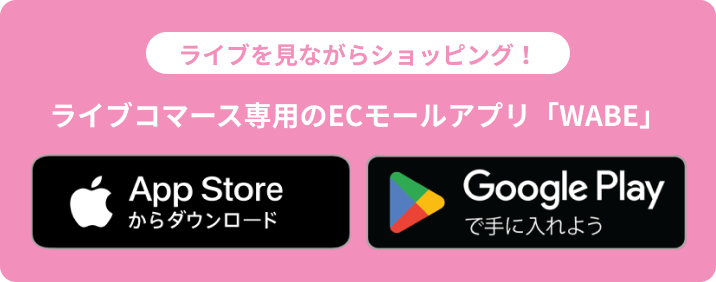 ライブを見ながらショッピング！
ライブコマース専用のECモールアプリ「WABE」
App Store
からダウンロード
Google Play
で手に入れよう